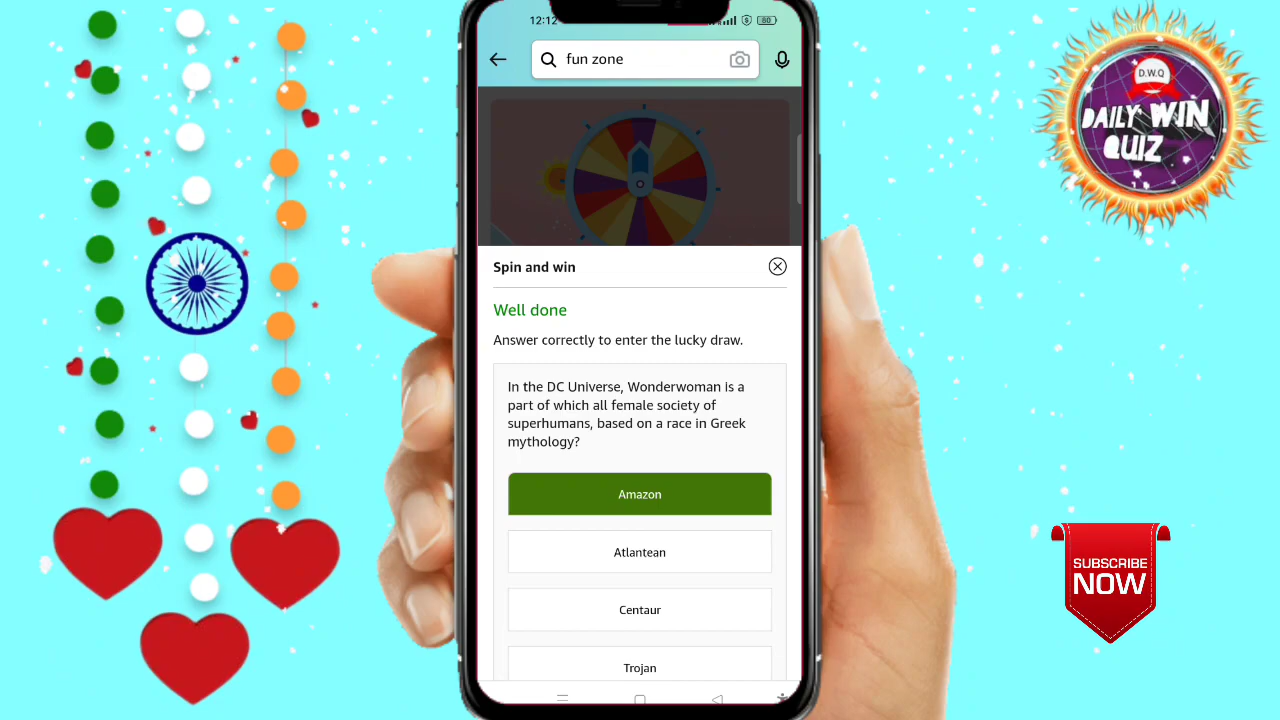 12:12
80
fun zone
D.W.Q
DAILY WIN
QUIZ
Spin and win
Well done
Answer correctly to enter the lucky draw.
In the DC Universe, Wonderwoman is a
part of which all female society of
superhumans, based on a race in Greek
mythology?
Amazon
Atlantean
Centaur
Trojan
SUBSCRIBE
NOW